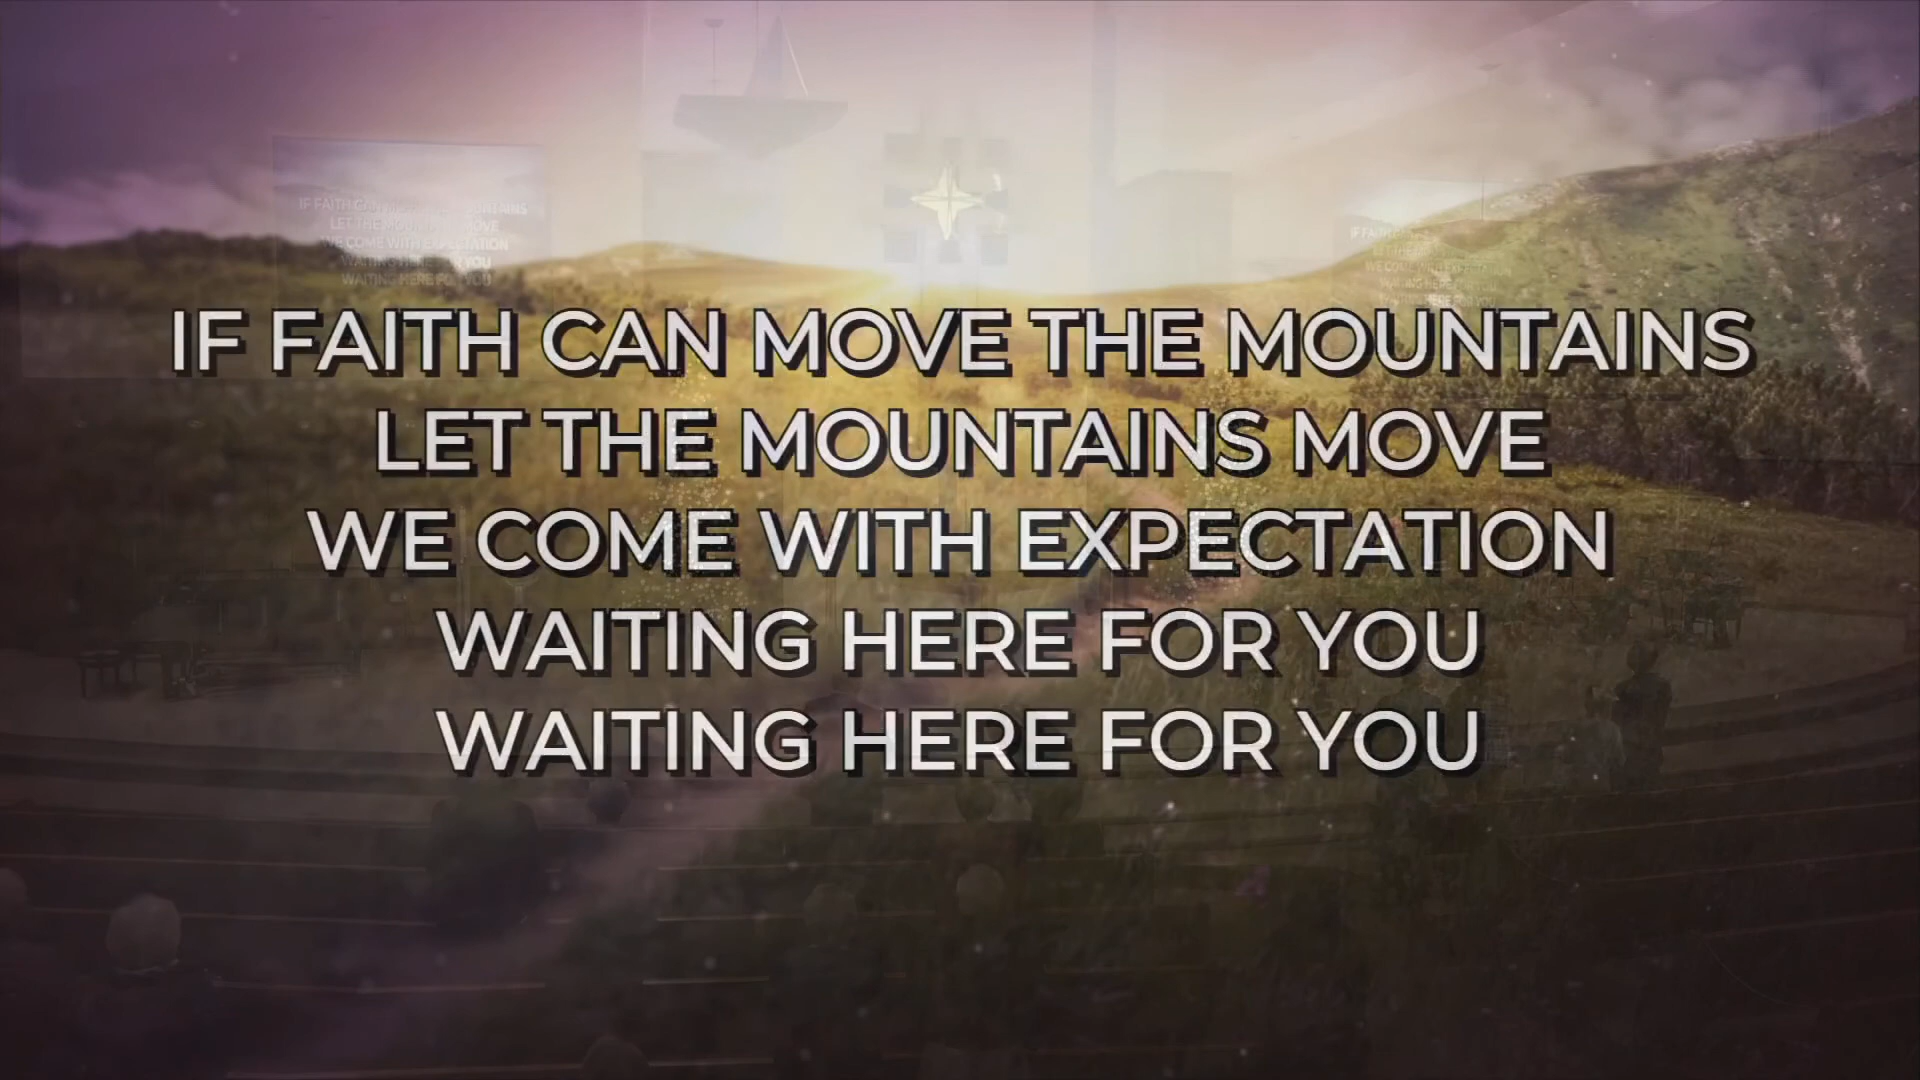 IF FAITH CAN MOVE THE MOUNTAINS
LET THE MOUNTAINS MOVE
WE COME WITH EXPECTATION
WAITING HERE FOR YOU
WAITING HERE FOR YOU